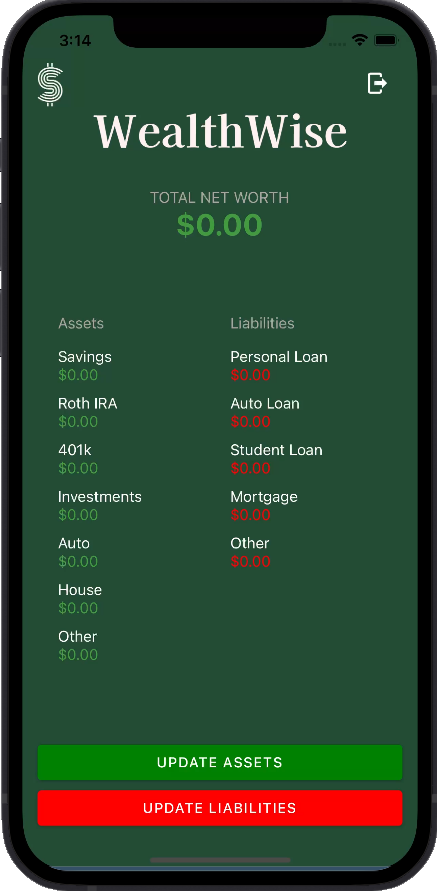 3:14
WealthWise
TOTAL NET WORTH
$0.00
Assets
Savings
$0.00
Roth IRA
$0.00
401k
$0.00
Investments
$0.00
Auto
$0.00
House
$0.00
Other
$0.00
Liabilities
Personal Loan
$0.00
Auto Loan
$0.00
Student Loan
$0.00
Mortgage
$0.00
Other
$0.00
UPDATE ASSETS
UPDATE LIABILITIES